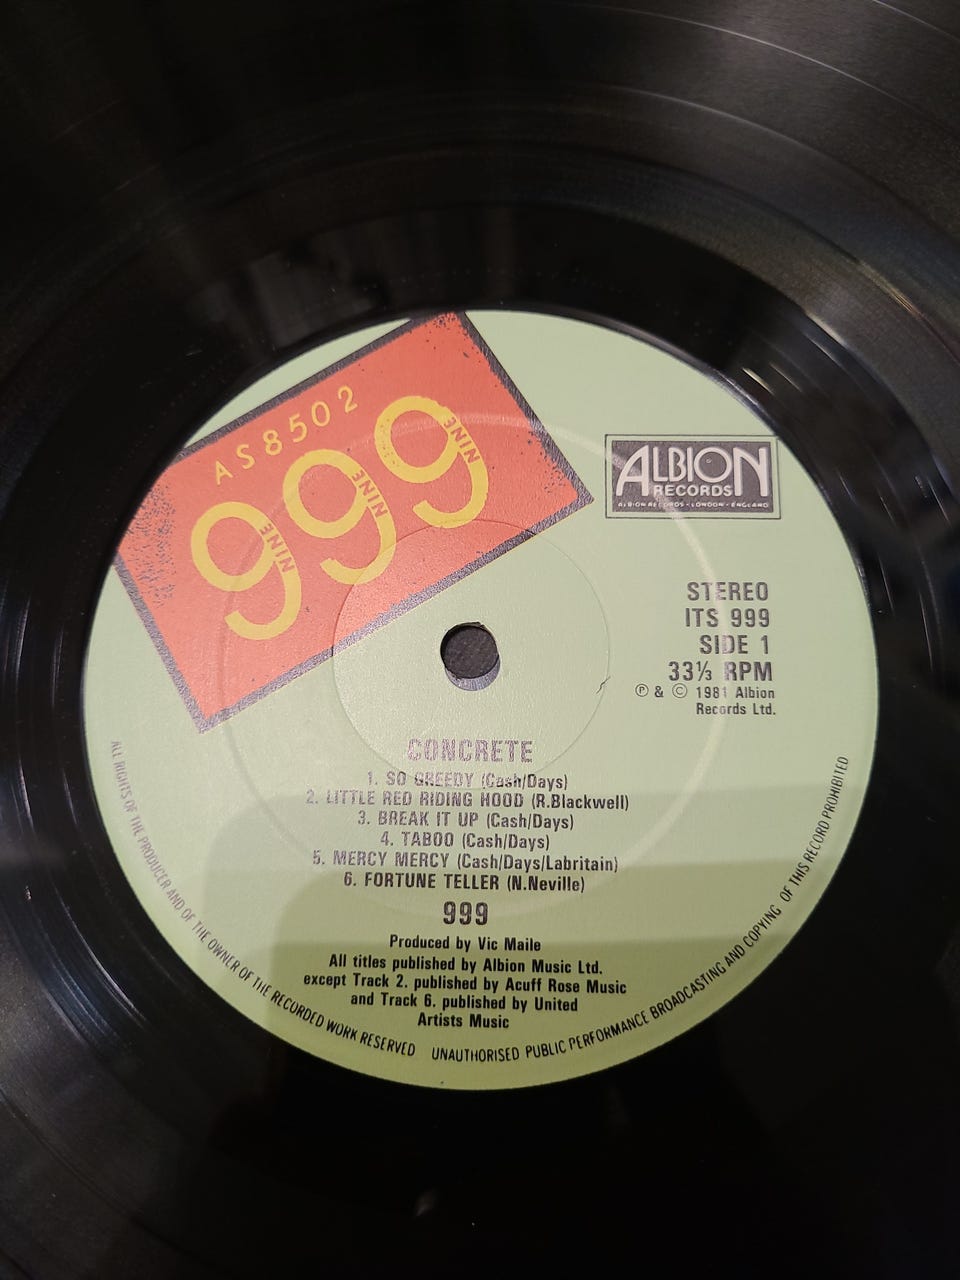 AS8502
999
NINE NINE NINE
ALBION
RECORDS
ALBION RECORDS · LONDON · ENGLAND
STEREO
ITS 999
SIDE 1
33⅓ RPM
℗ & © 1981 Albion
Records Ltd.
CONCRETE
1. SO GREEDY (Cash/Days)
2. LITTLE RED RIDING HOOD (R.Blackwell)
3. BREAK IT UP (Cash/Days)
4. TABOO (Cash/Days)
5. MERCY MERCY (Cash/Days/Labritain)
6. FORTUNE TELLER (N.Neville)
999
Produced by Vic Maile
All titles published by Albion Music Ltd.
except Track 2. published by Acuff Rose Music
and Track 6. published by United
Artists Music
ALL RIGHTS OF THE PRODUCER AND OF THE OWNER OF THE RECORDED WORK RESERVED UNAUTHORISED PUBLIC PERFORMANCE BROADCASTING AND COPYING OF THIS RECORD PROHIBITED